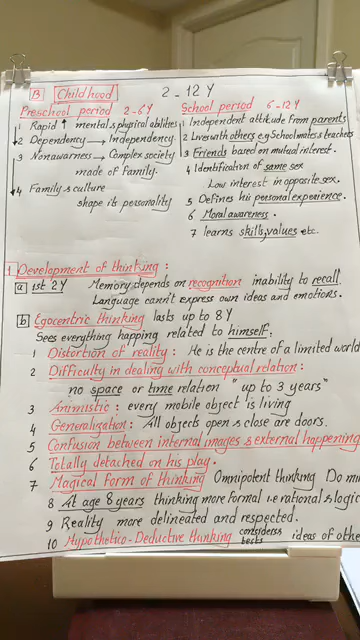 B Childhood 2 - 12 Y
Preschool period 2-6Y
1 Rapid ↑ mental & physical abilities
2 Dependency → Independency.
3 Nonawarness → Complex society
made of family.
4 Family & culture
shape its personality
School period 6-12Y
1 Independent attitude from parents
2 Lives with others e.g Schoolmates & teachers
3 Friends based on mutual interest.
4 Identification of same sex
Low interest in opposite sex.
5 Defines his personal experience.
6 Moral awareness.
7 learns skills, values etc.
1 Development of thinking:
a 1st 2Y Memory depends on recognition inability to recall.
Language cann't express own ideas and emotions.
b Egocentric thinking lasts up to 8Y
Sees everything happing related to himself.
1 Distortion of reality: He is the centre of a limited world
2 Difficulty in dealing with conceptual relation:
no space or time relation "up to 3 years"
3 Animistic: every mobile object is living
4 Generalization: All objects open & close are doors.
5 Confusion between internal images & external happening
6 Totally detached on his play.
7 Magical form of thinking Omnipotent thinking
8 At age 8 years thinking more formal i.e rational & logic
9 Reality more delineated and respected.
10 Hypothetico-Deductive thinking considers ideas of othe
tests